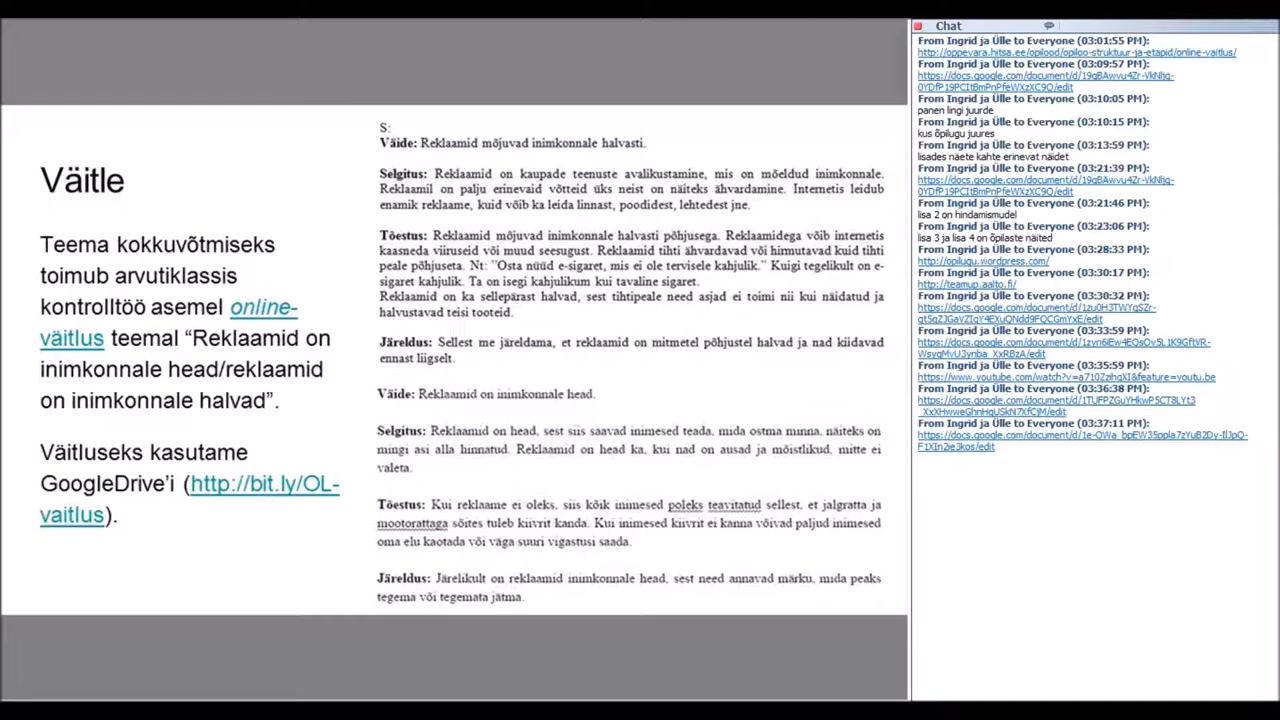 Väitle
Teema kokkuvõtmiseks
toimub arvutiklassis
kontrolltöö asemel online-
väitlus teemal “Reklaamid on
inimkonnale head/reklaamid
on inimkonnale halvad”.
Väitluseks kasutame
GoogleDrive’i (http://bit.ly/OL-
vaitlus).
S:
Väide: Reklaamid mõjuvad inimkonnale halvasti.
Selgitus: Reklaamid on kaupade teenuste avalikustamine, mis on mõeldud inimkonnale.
Reklaamil on palju erinevaid võtteid üks neist on näiteks ähvardamine. Internetis leidub
enamik reklaame, kuid võib ka leida linnast, poodidest, lehtedest jne.
Tõestus: Reklaamid mõjuvad inimkonnale halvasti põhjusega. Reklaamidega võib internetis
kaasneda viiruseid või muud seesugust. Reklaamid tihti ähvardavad või hirmutavad kuid tihti
peale põhjuseta. Nt: "Osta nüüd e-sigaret, mis ei ole tervisele kahjulik." Kuigi tegelikult on e-
sigaret kahjulik. Ta on isegi kahjulikum kui tavaline sigaret.
Reklaamid on ka sellepärast halvad, sest tihtipeale need asjad ei toimi nii kui näidatud ja
halvustavad teisi tooteid.
Järeldus: Sellest me järeldama, et reklaamid on mitmetel põhjustel halvad ja nad kiidavad
ennast liigselt.
Väide: Reklaamid on inimkonnale head.
Selgitus: Reklaamid on head, sest siis saavad inimesed teada, mida ostma minna, näiteks on
mingi asi alla hinnatud. Reklaamid on head ka, kui nad on ausad ja mõistlikud, mitte ei
valeta.
Tõestus: Kui reklaame ei oleks, siis kõik inimesed poleks teavitatud sellest, et jalgratta ja
mootorattaga sõites tuleb kiivrit kanda. Kui inimesed kiivrit ei kanna võivad paljud inimesed
oma elu kaotada või väga suuri vigastusi saada.
Järeldus: Järelikult on reklaamid inimkonnale head, sest need annavad märku, mida peaks
tegema või tegemata jätma.
Chat
From Ingrid ja Ülle to Everyone (03:01:55 PM):
http://oppevara.hitsa.ee/opilood/opiloo-struktuur-ja-etapid/online-vaitlus/
From Ingrid ja Ülle to Everyone (03:09:57 PM):
From Ingrid ja Ülle to Everyone (03:10:05 PM):
panen lingi juurde
From Ingrid ja Ülle to Everyone (03:10:15 PM):
kus õpilugu juures
From Ingrid ja Ülle to Everyone (03:13:59 PM):
lisades näete kahte erinevat näidet
From Ingrid ja Ülle to Everyone (03:21:39 PM):
From Ingrid ja Ülle to Everyone (03:21:46 PM):
lisa 2 on hindamismudel
From Ingrid ja Ülle to Everyone (03:23:06 PM):
lisa 3 ja lisa 4 on õpilaste näited
From Ingrid ja Ülle to Everyone (03:28:33 PM):
http://opilugu.wordpress.com/
From Ingrid ja Ülle to Everyone (03:30:17 PM):
http://teamup.aalto.fi/
From Ingrid ja Ülle to Everyone (03:30:32 PM):
From Ingrid ja Ülle to Everyone (03:33:59 PM):
From Ingrid ja Ülle to Everyone (03:35:59 PM):
From Ingrid ja Ülle to Everyone (03:36:38 PM):
From Ingrid ja Ülle to Everyone (03:37:11 PM):